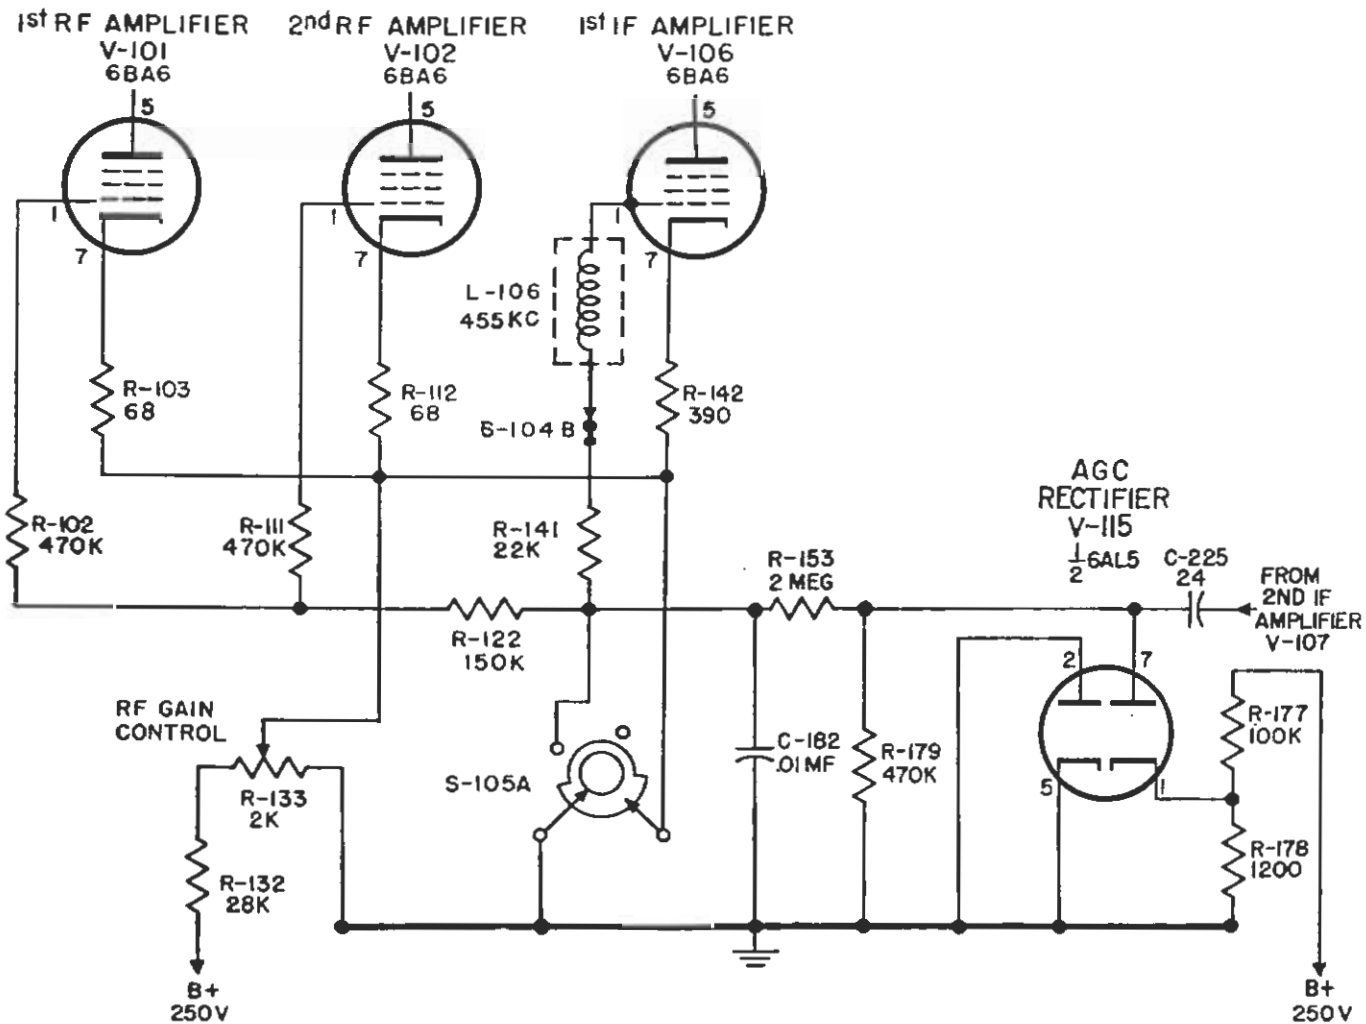 1st RF AMPLIFIER
V-101
6BA6
2nd RF AMPLIFIER
V-102
6BA6
1st IF AMPLIFIER
V-106
6BA6
5
5
5
1
7
1
7
1
7
L-106
455KC
R-103
68
R-112
68
S-104B
R-142
390
R-102
470K
R-111
470K
R-141
22K
AGC
RECTIFIER
V-115
1/2 6AL5
R-153
2 MEG
C-225
24
FROM
2ND IF
AMPLIFIER
V-107
R-122
150K
2
7
RF GAIN
CONTROL
R-133
2K
S-105A
C-182
.01MF
R-179
470K
5
1
R-177
100K
R-178
1200
R-132
28K
B+
250V
B+
250V